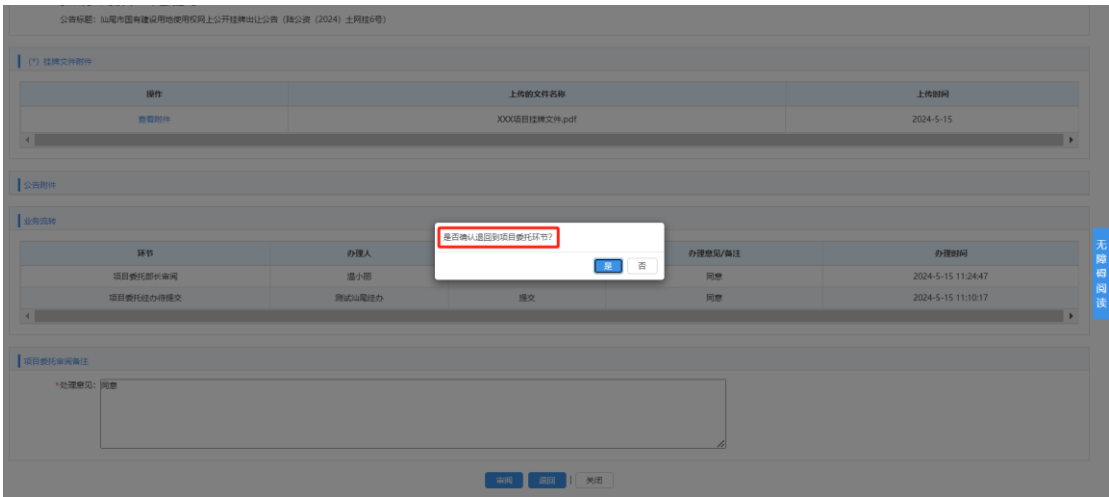 公告标题：汕尾市国有建设用地使用权网上公开挂牌出让公告（陆公资（2024）土网挂6号）
（*）挂牌文件附件
操作 上传的文件名称 上传时间
查看附件 XXX项目挂牌文件.pdf 2024-5-15
公告附件
业务流转
是否确认退回到项目委托环节？
是 否
环节 办理人 办理意见/备注 办理时间
项目委托部长审阅 温小丽 同意 2024-5-15 11:24:47
项目委托经办待提交 测试汕尾经办 提交 同意 2024-5-15 11:10:17
项目委托审阅备注
*处理意见： 同意
审阅 退回 关闭
无障碍阅读